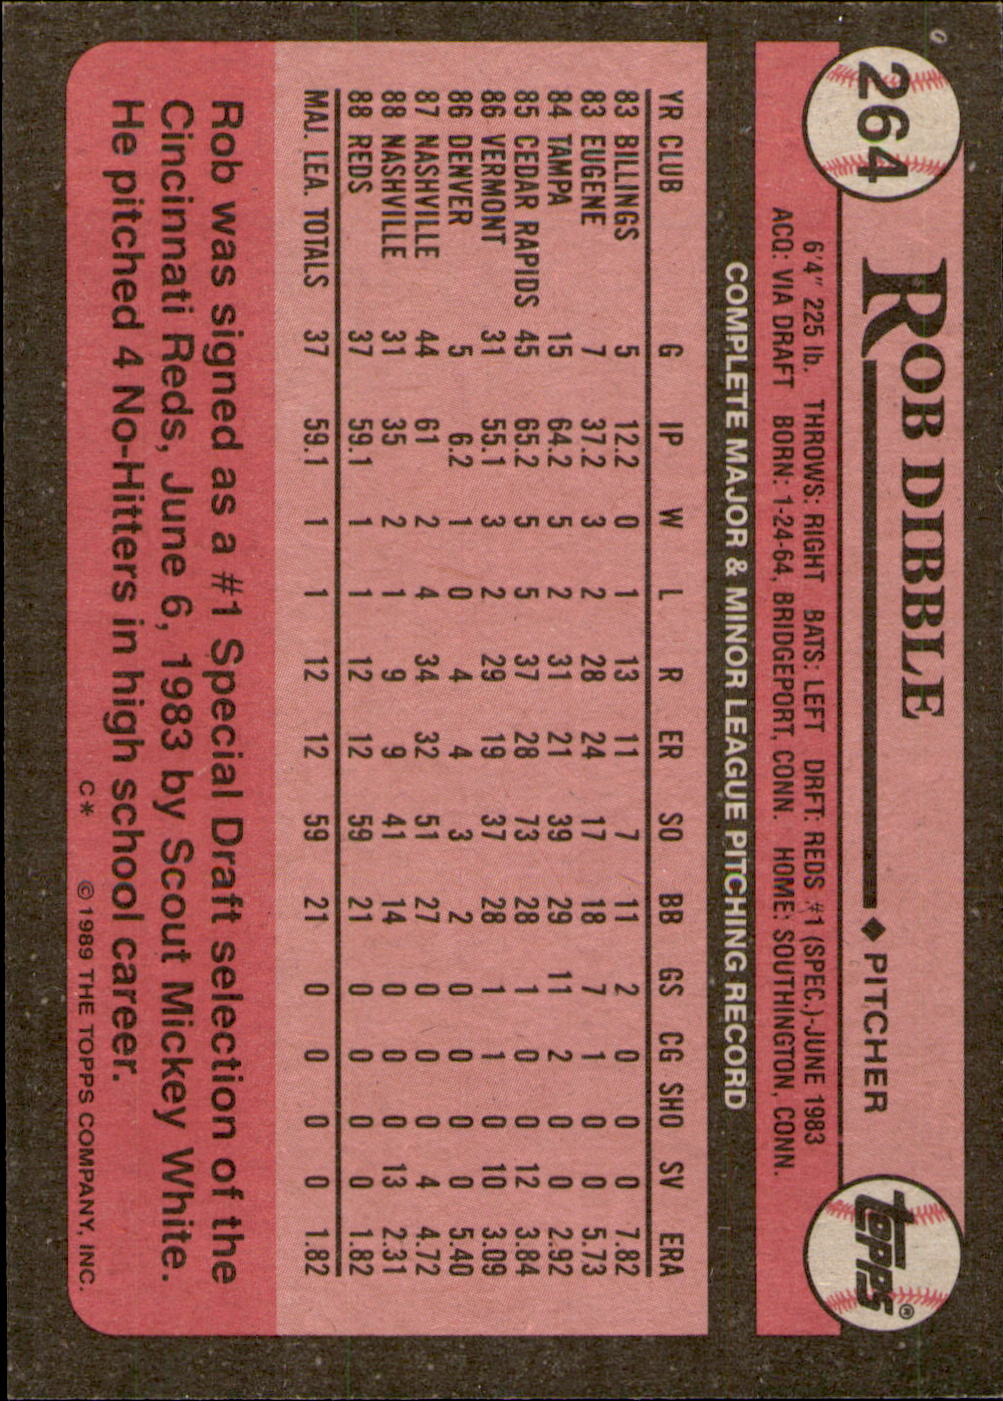 264
ROB DIBBLE ◆ PITCHER
topps®
6'4" 225 lb. THROWS: RIGHT BATS: LEFT DRFT: REDS #1 (SPEC.)-JUNE 1983
ACQ: VIA DRAFT BORN: 1-24-64, BRIDGEPORT, CONN. HOME: SOUTHINGTON, CONN.
COMPLETE MAJOR & MINOR LEAGUE PITCHING RECORD
YR CLUB G IP W L R ER SO BB GS CG SHO SV ERA
83 BILLINGS 5 12.2 0 1 13 11 7 11 2 0 0 0 7.82
83 EUGENE 7 37.2 3 2 28 24 17 18 7 1 0 0 5.73
84 TAMPA 15 64.2 5 2 31 21 39 29 11 2 0 0 2.92
85 CEDAR RAPIDS 45 65.2 5 5 37 28 73 28 1 0 0 12 3.84
86 VERMONT 31 55.1 3 2 29 19 37 28 1 1 0 10 3.09
86 DENVER 5 6.2 1 0 4 4 3 2 0 0 0 0 5.40
87 NASHVILLE 44 61 2 4 34 32 51 27 0 0 0 4 4.72
88 NASHVILLE 31 35 2 1 9 9 41 14 0 0 0 13 2.31
88 REDS 37 59.1 1 1 12 12 59 21 0 0 0 0 1.82
MAJ. LEA. TOTALS 37 59.1 1 1 12 12 59 21 0 0 0 0 1.82
Rob was signed as a #1 Special Draft selection of the
Cincinnati Reds, June 6, 1983 by Scout Mickey White.
He pitched 4 No-Hitters in high school career.
C* © 1989 THE TOPPS COMPANY, INC.